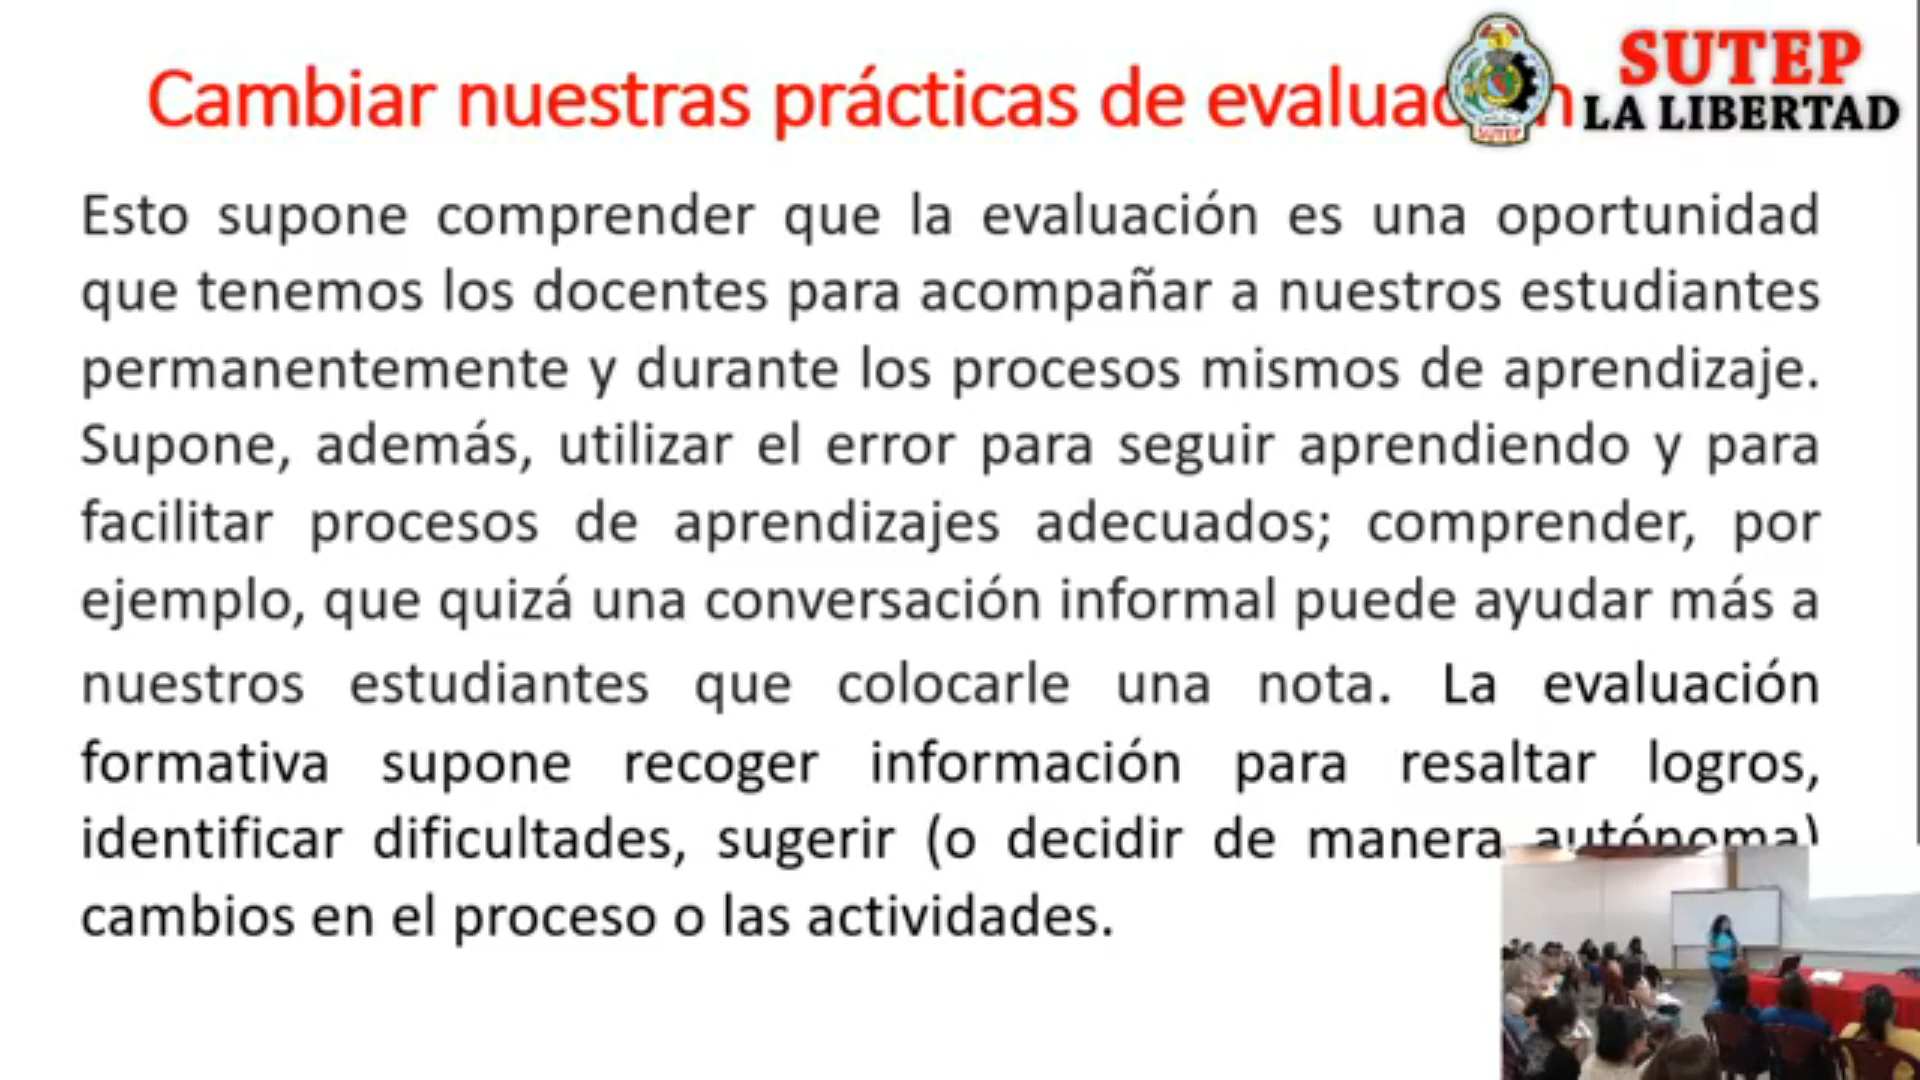 Cambiar nuestras prácticas de
SUTEP
LA LIBERTAD
SUTEP
Esto supone comprender que la evaluación es una oportunidad
que tenemos los docentes para acompañar a nuestros estudiantes
permanentemente y durante los procesos mismos de aprendizaje.
Supone, además, utilizar el error para seguir aprendiendo y para
facilitar procesos de aprendizajes adecuados; comprender, por
ejemplo, que quizá una conversación informal puede ayudar más a
nuestros estudiantes que colocarle una nota. La evaluación
formativa supone recoger información para resaltar logros,
identificar dificultades, sugerir (o decidir de manera autónoma)
cambios en el proceso o las actividades.